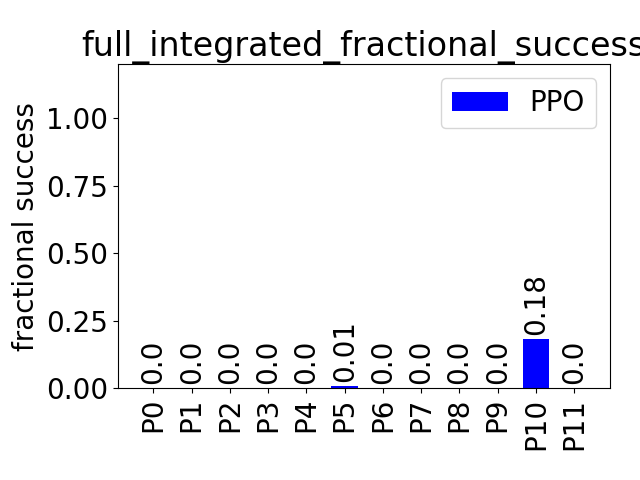 full_integrated_fractional_success
PPO
fractional success
1.00
0.75
0.50
0.25
0.00
0.0
0.0
0.0
0.0
0.0
0.01
0.0
0.0
0.0
0.0
0.18
0.0
P0
P1
P2
P3
P4
P5
P6
P7
P8
P9
P10
P11